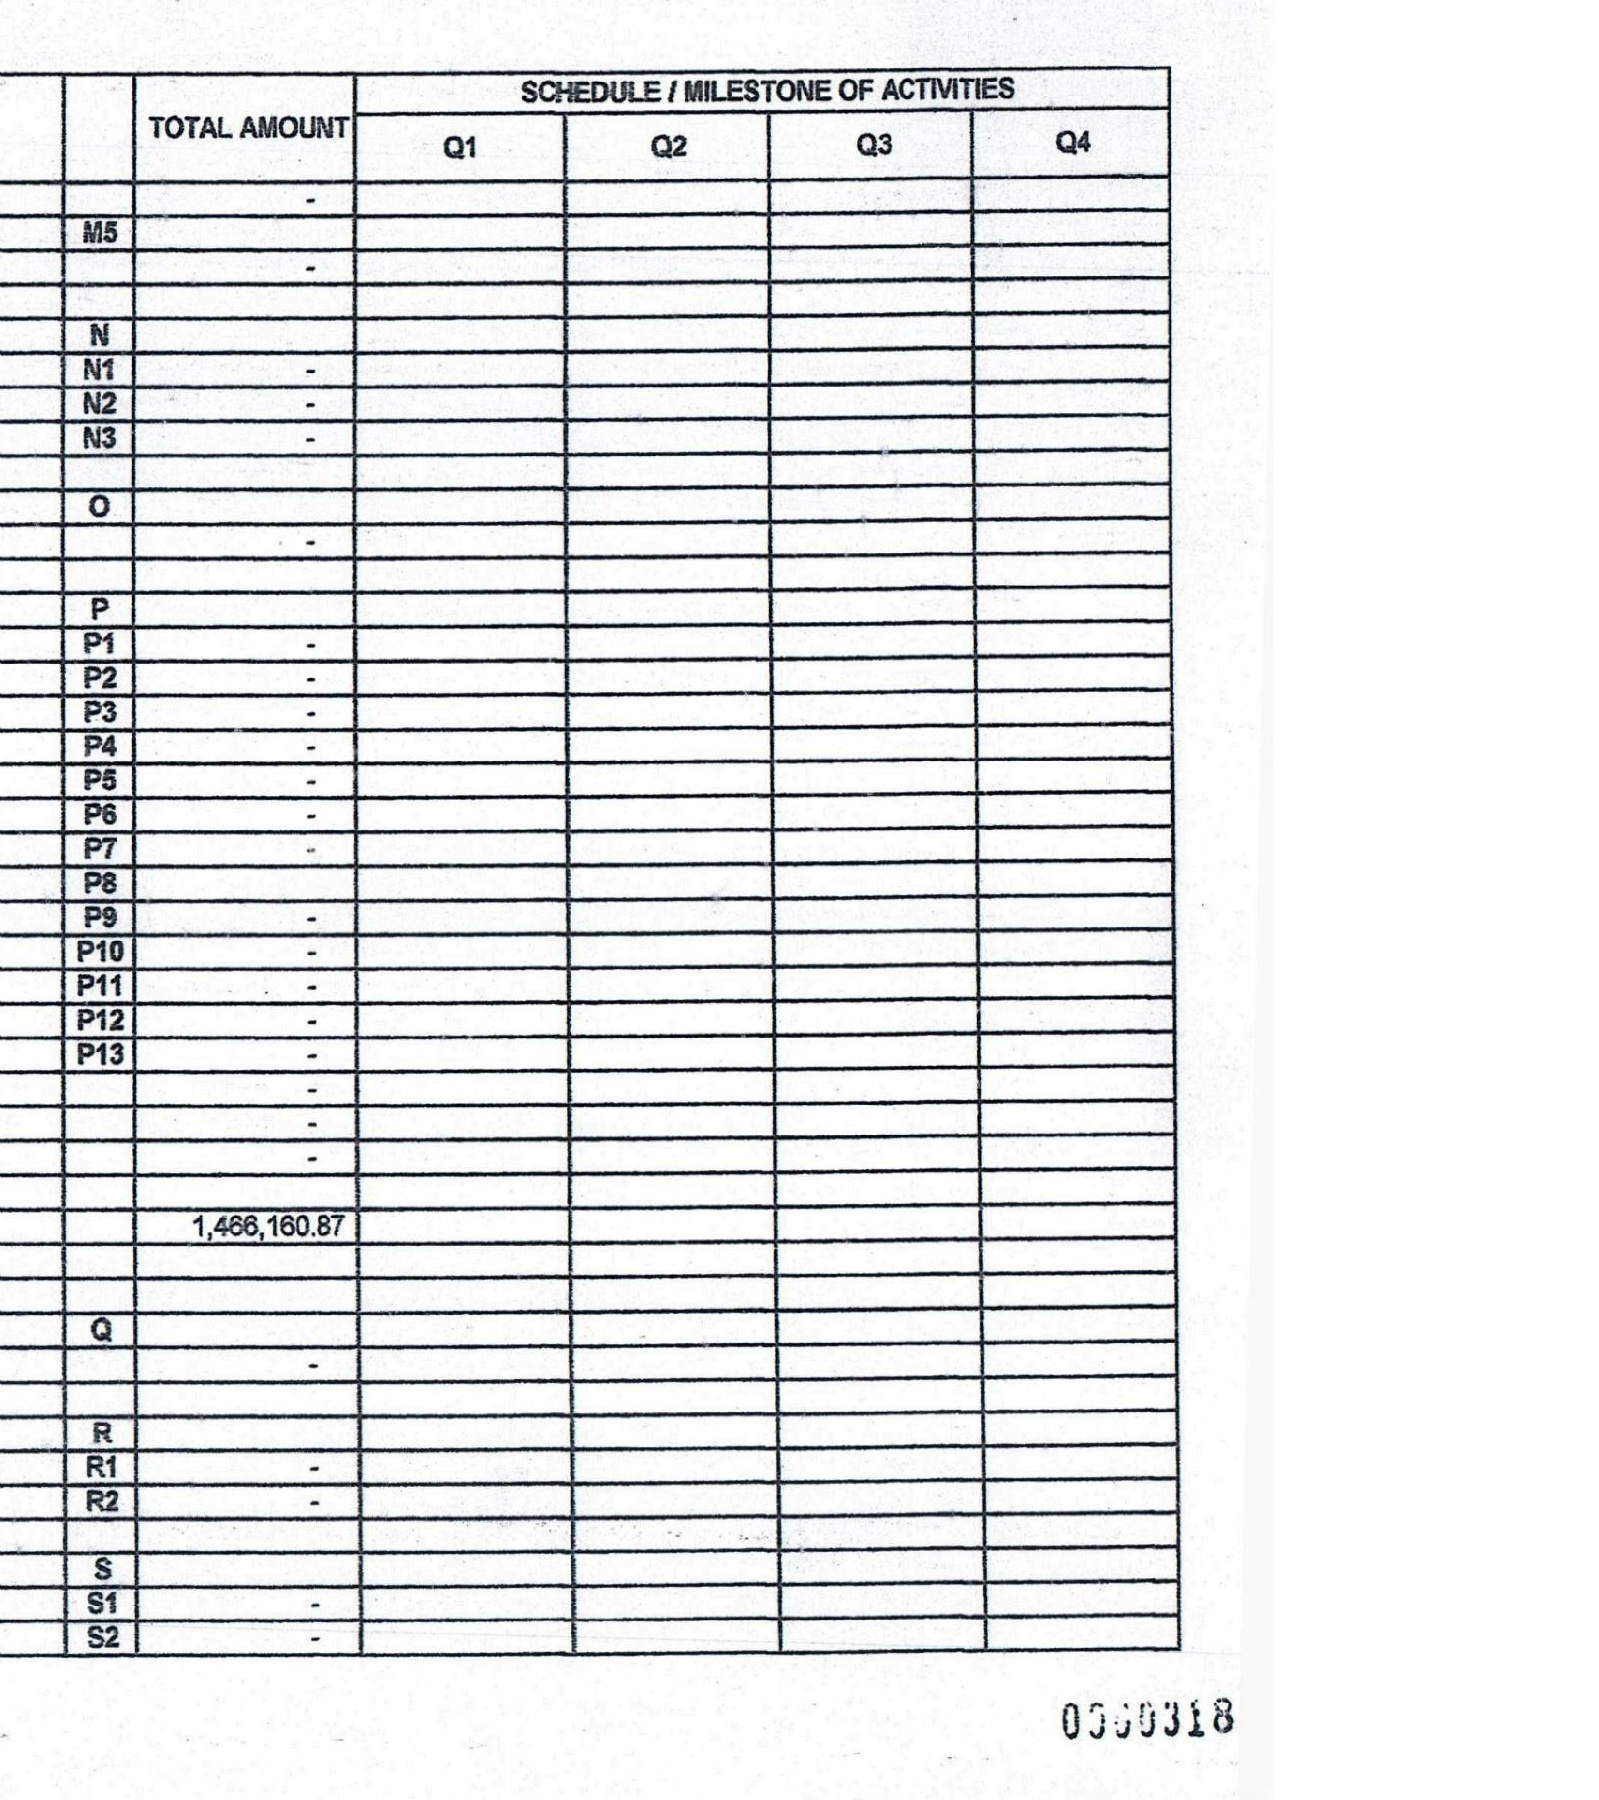 SCHEDULE / MILESTONE OF ACTIVITIES
TOTAL AMOUNT Q1 Q2 Q3 Q4
-
M5
-
N
N1 -
N2 -
N3 -
O
-
P
P1 -
P2 -
P3 -
P4 -
P5 -
P6 -
P7 -
P8
P9 -
P10 -
P11 -
P12 -
P13 -
-
-
-
1,466,160.87
Q
-
R
R1 -
R2 -
S
S1 -
S2 -
0000318